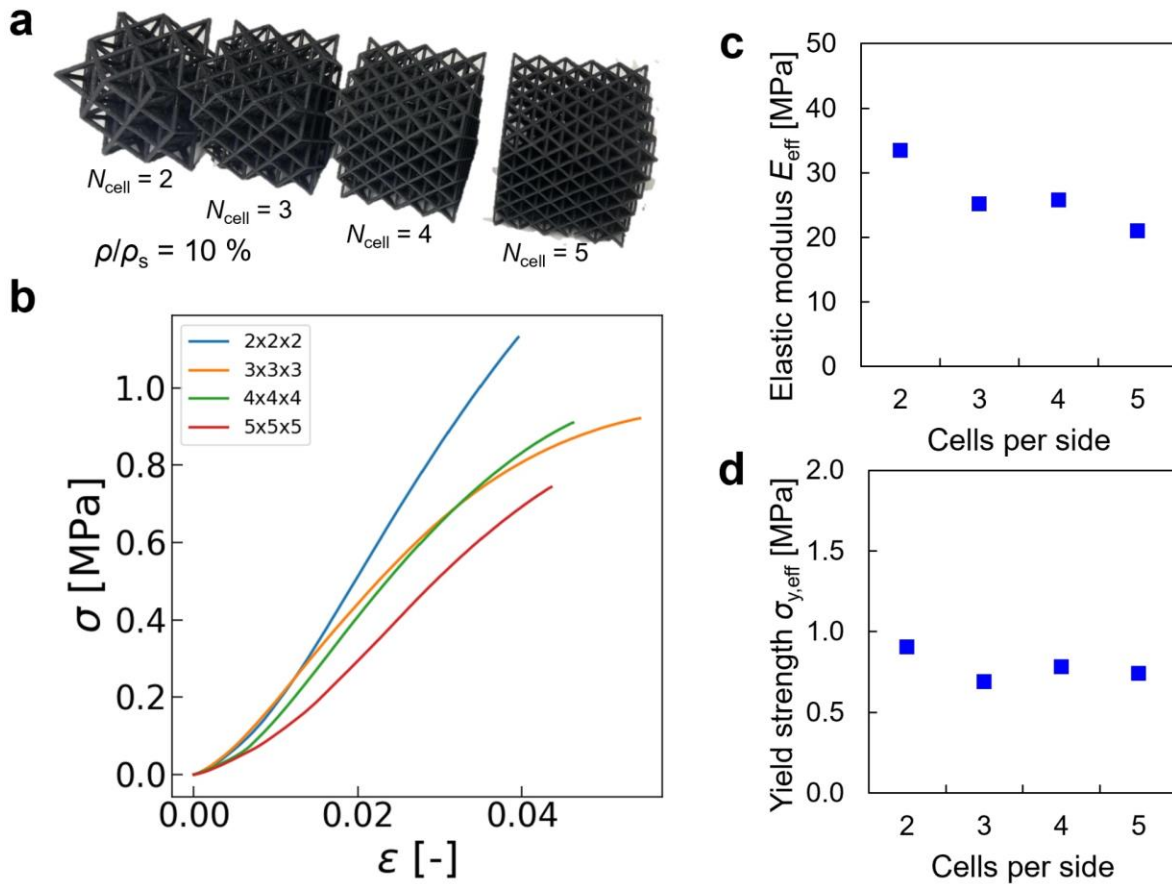 a
N_cell = 2
N_cell = 3
N_cell = 4
N_cell = 5
ρ/ρ_s = 10 %
b
2x2x2
3x3x3
4x4x4
5x5x5
σ [MPa]
1.0
0.8
0.6
0.4
0.2
0.0
0.00 0.02 0.04
ε [-]
c
Elastic modulus E_eff [MPa]
50
40
30
20
10
0
2 3 4 5
Cells per side
d
Yield strength σ_y,eff [MPa]
2.0
1.5
1.0
0.5
0.0
2 3 4 5
Cells per side